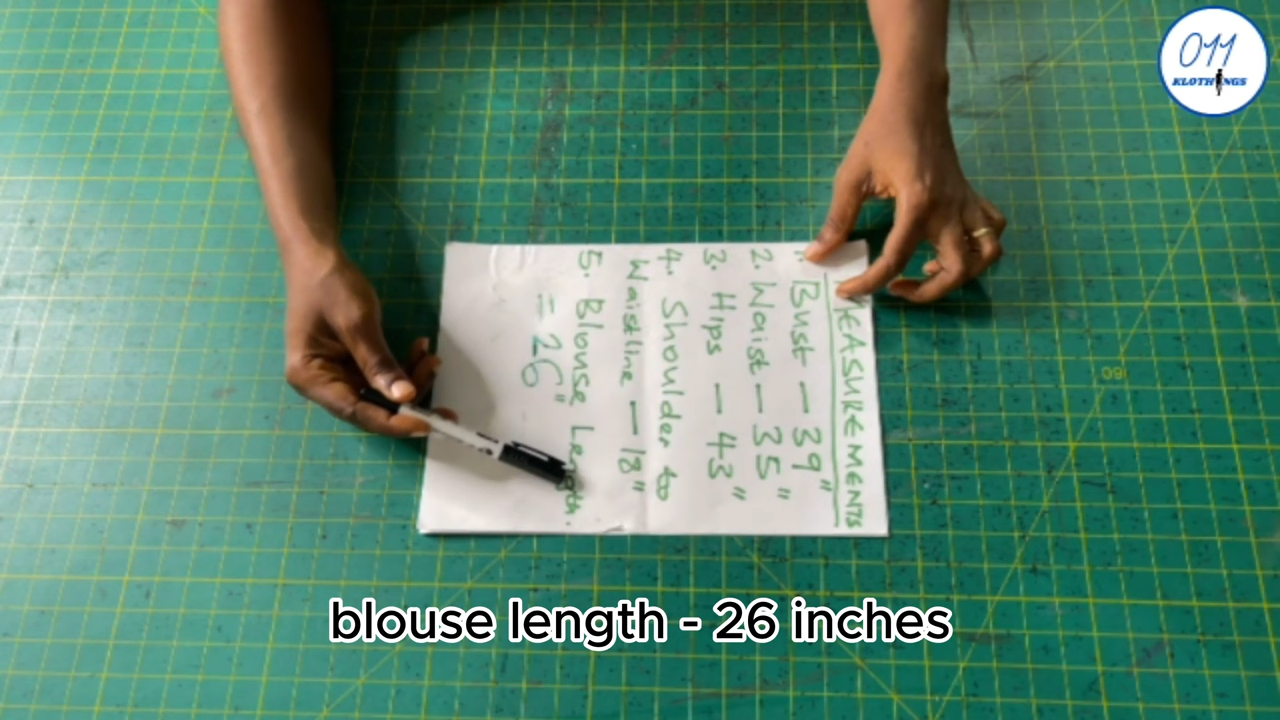 MEASUREMENTS
1. Bust — 39"
2. Waist — 35"
3. Hips — 43"
4. Shoulder to
Waistline — 18"
5. Blouse Length.
= 26"
160
011
KLOTHINGS
blouse length - 26 inches